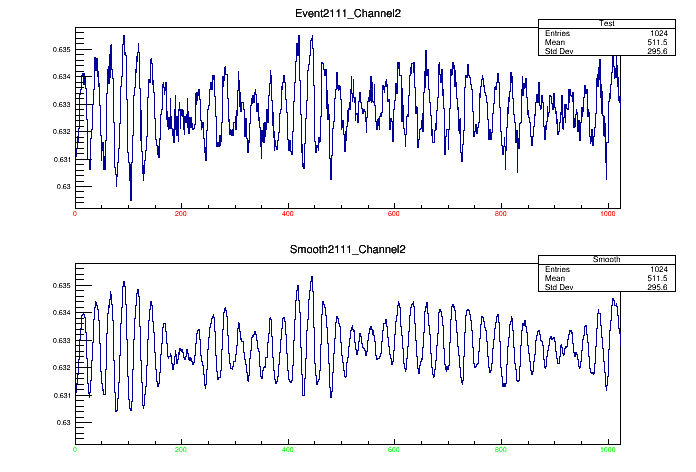 Event2111_Channel2
Test
Entries 1024
Mean 511.5
Std Dev 295.6
0.635
0.634
0.633
0.632
0.631
0.63
0 200 400 600 800 1000
Smooth2111_Channel2
Smooth
Entries 1024
Mean 511.5
Std Dev 295.6
0.635
0.634
0.633
0.632
0.631
0.63
0 200 400 600 800 1000